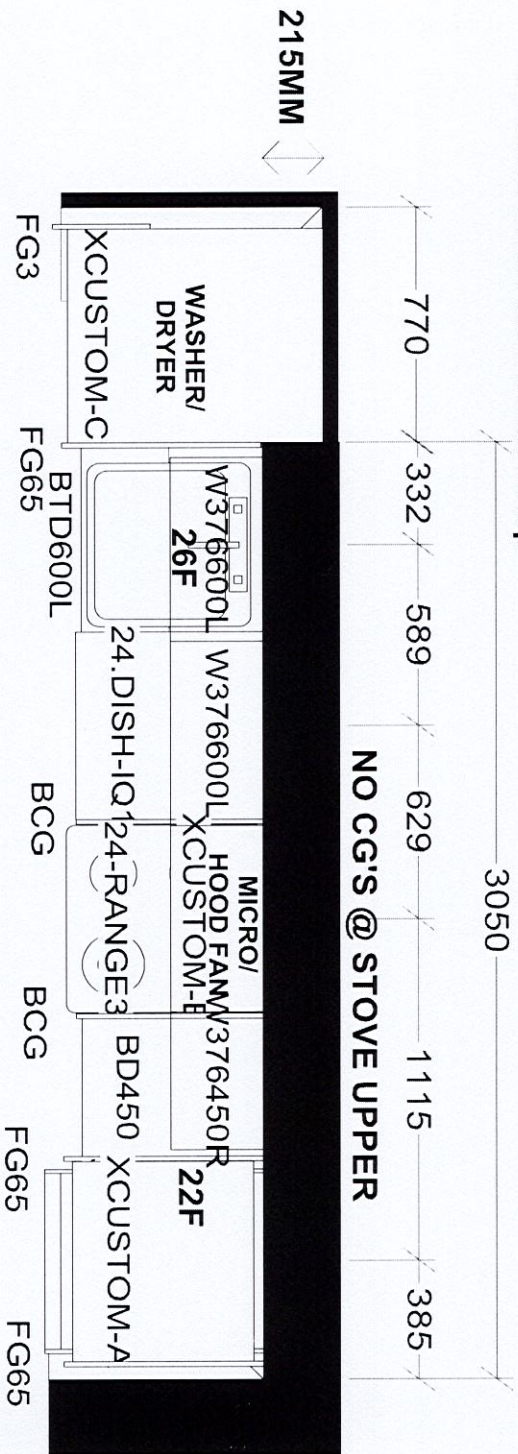 3050
770 332 589 629 1115 385
NO CG'S @ STOVE UPPER
215MM
WASHER/
DRYER
MICRO/
HOOD FAN
W376600L
W376600L
W376450R
XCUSTOM-C
26F
22F
24.DISH-IQ1
24-RANGE3
BD450
XCUSTOM-A
BTD600L
FG3
FG65
BCG
BCG
FG65
FG65